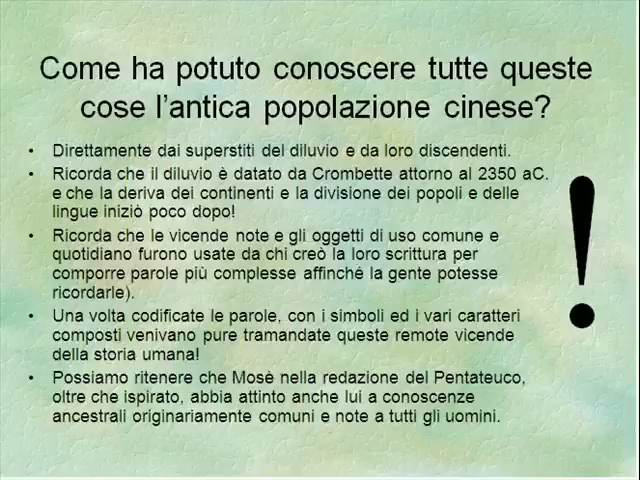 Come ha potuto conoscere tutte queste
cose l'antica popolazione cinese?
• Direttamente dai superstiti del diluvio e da loro discendenti.
• Ricorda che il diluvio è datato da Crombette attorno al 2350 aC.
e che la deriva dei continenti e la divisione dei popoli e delle
lingue iniziò poco dopo!
• Ricorda che le vicende note e gli oggetti di uso comune e
quotidiano furono usate da chi creò la loro scrittura per
comporre parole più complesse affinché la gente potesse
ricordarle).
• Una volta codificate le parole, con i simboli ed i vari caratteri
composti venivano pure tramandate queste remote vicende
della storia umana!
• Possiamo ritenere che Mosè nella redazione del Pentateuco,
oltre che ispirato, abbia attinto anche lui a conoscenze
ancestrali originariamente comuni e note a tutti gli uomini.
!